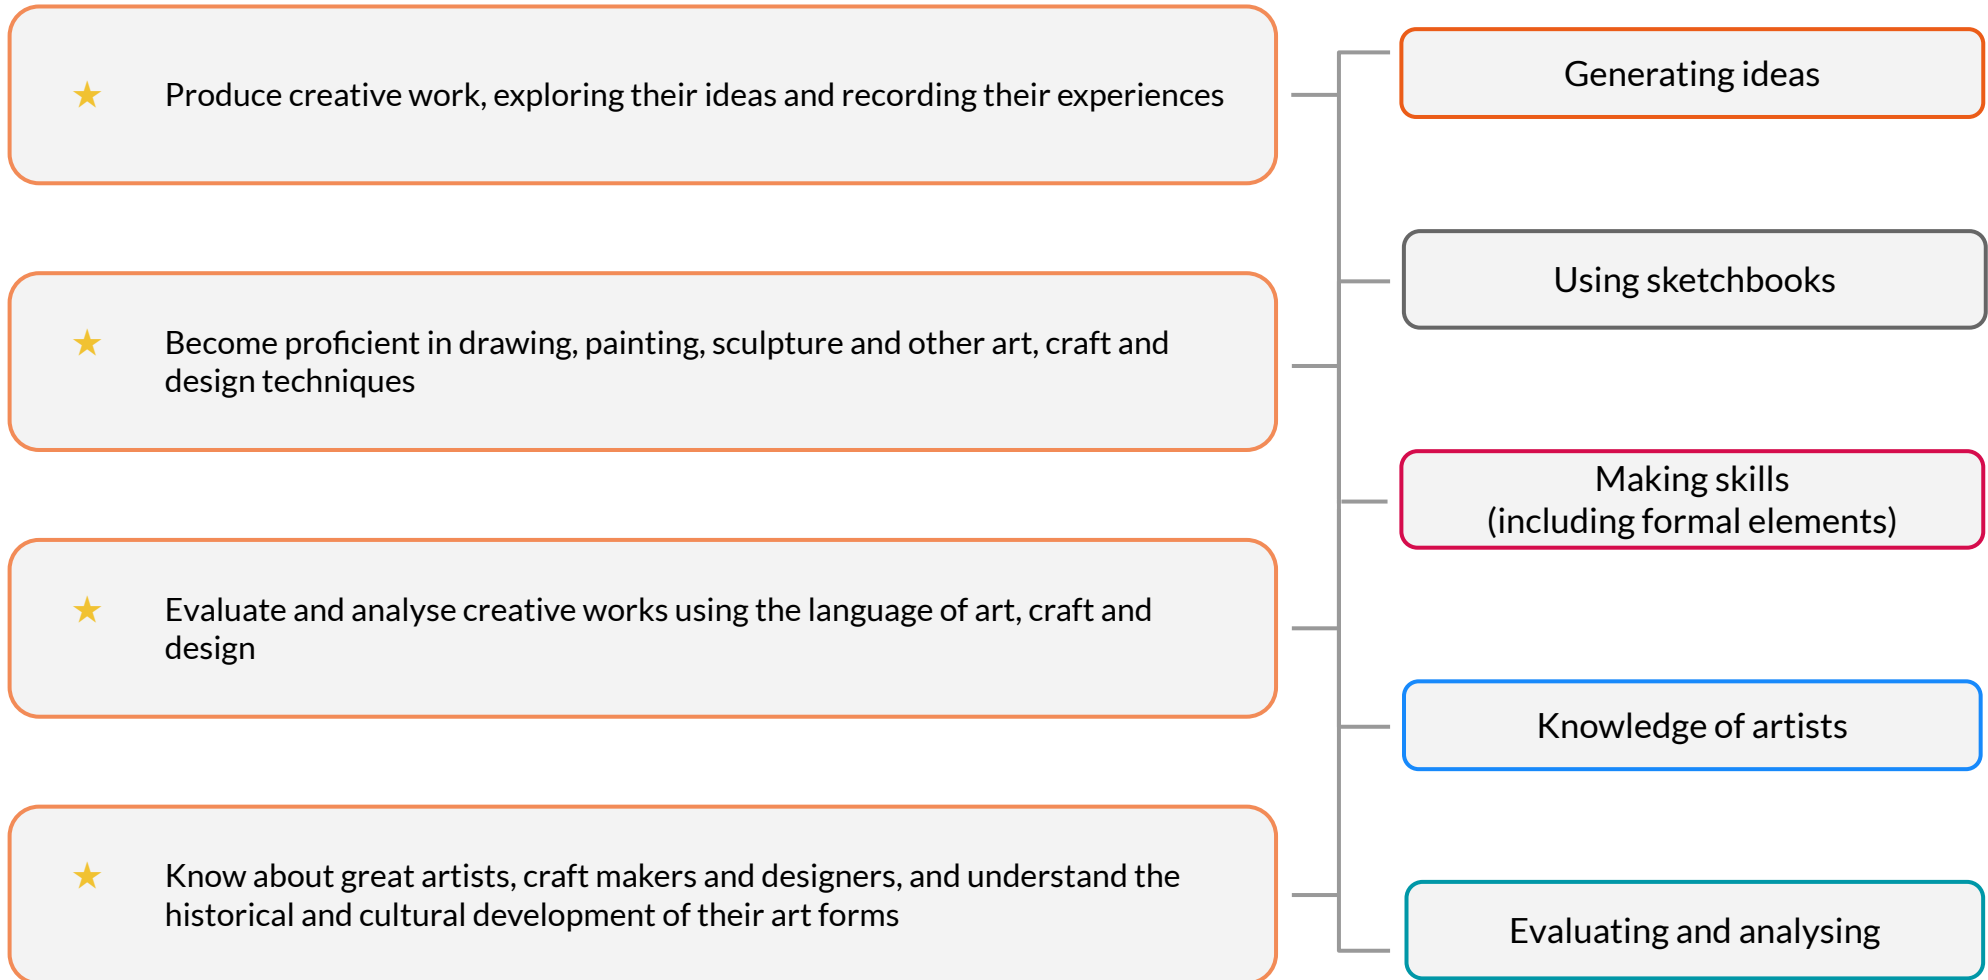 Produce creative work, exploring their ideas and recording their experiences
Become proficient in drawing, painting, sculpture and other art, craft and
design techniques
Evaluate and analyse creative works using the language of art, craft and
design
Know about great artists, craft makers and designers, and understand the
historical and cultural development of their art forms
Generating ideas
Using sketchbooks
Making skills
(including formal elements)
Knowledge of artists
Evaluating and analysing